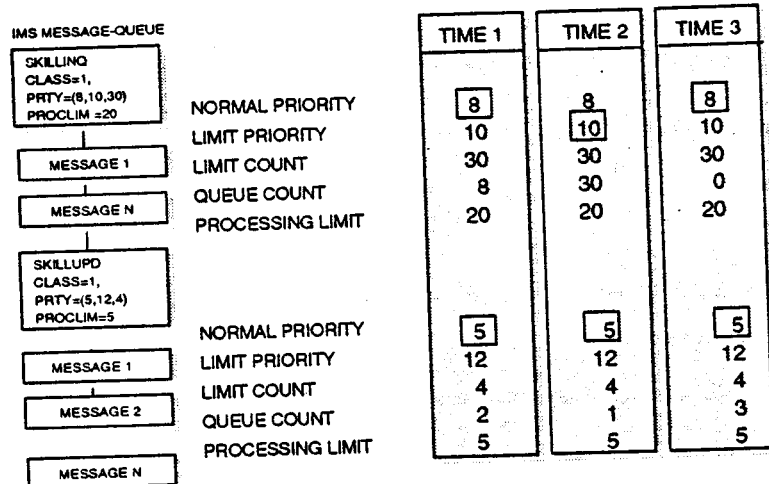 IMS MESSAGE-QUEUE
SKILLINQ
CLASS=1,
PRTY=(8,10,30)
PROCLIM =20
MESSAGE 1
MESSAGE N
SKILLUPD
CLASS=1,
PRTY=(5,12,4)
PROCLIM=5
MESSAGE 1
MESSAGE 2
MESSAGE N
TIME 1 TIME 2 TIME 3
NORMAL PRIORITY 8 8 8
LIMIT PRIORITY 10 10 10
LIMIT COUNT 30 30 30
QUEUE COUNT 8 30 0
PROCESSING LIMIT 20 20 20
NORMAL PRIORITY 5 5 5
LIMIT PRIORITY 12 12 12
LIMIT COUNT 4 4 4
QUEUE COUNT 2 1 3
PROCESSING LIMIT 5 5 5